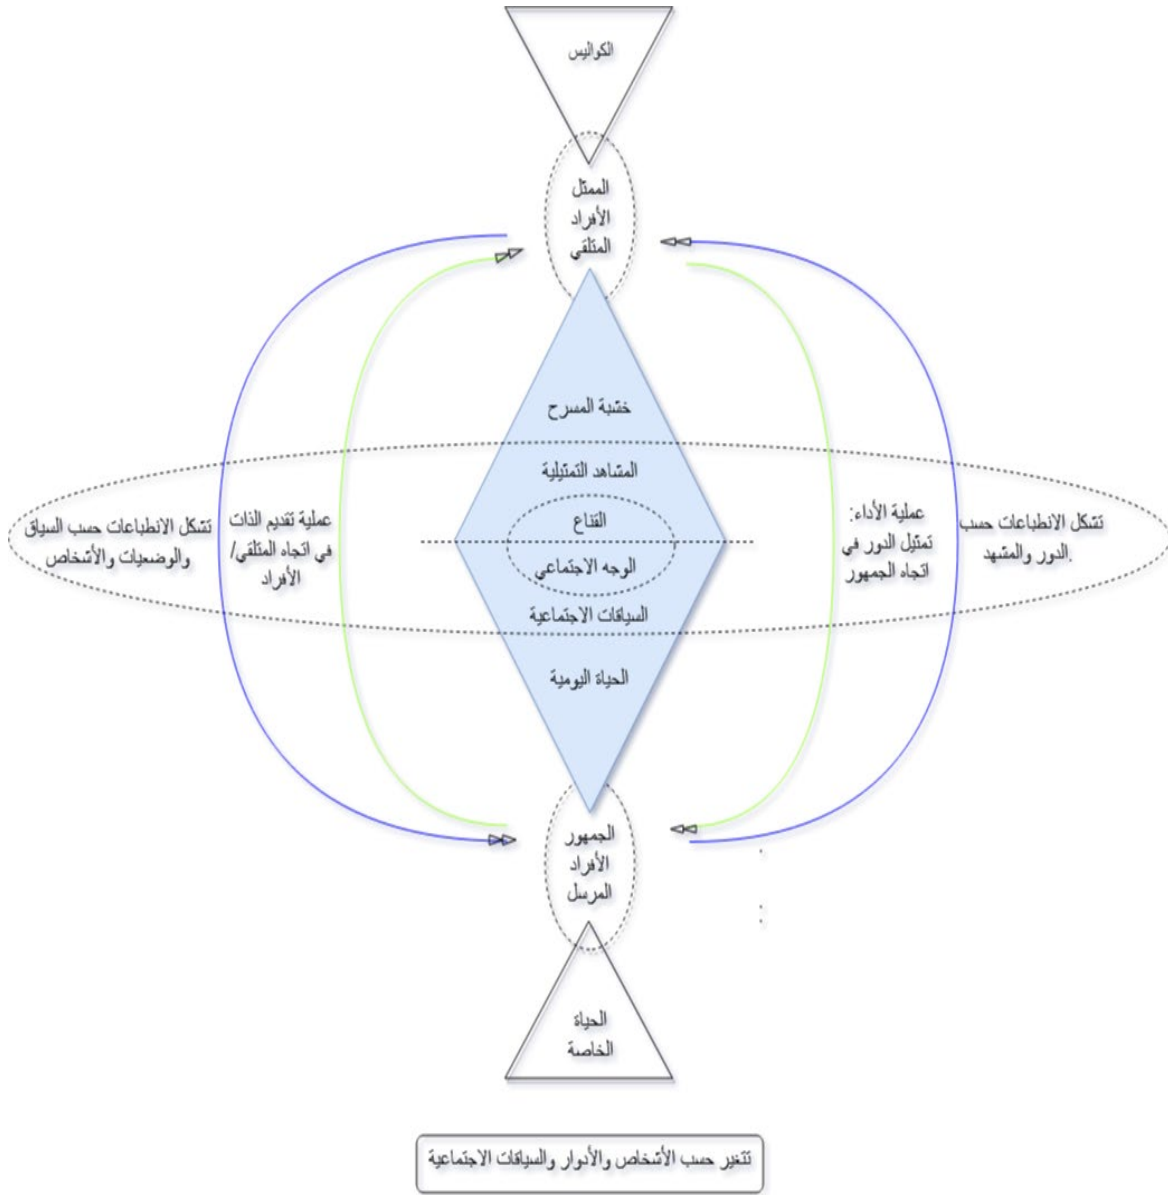 الكواليس
الممثل
الأفراد
المتلقي
خشبة المسرح
المشاهد التمثيلية
القناع
الوجه الاجتماعي
السياقات الاجتماعية
الحياة اليومية
تشكل الانطباعات حسب
الدور والمشهد.
عملية الأداء:
تمثيل الدور في
اتجاه الجمهور
عملية تقديم الذات
في اتجاه المتلقي/
الأفراد
تشكل الانطباعات حسب السياق
والوضعيات والأشخاص
الجمهور
الأفراد
المرسل
الحياة
الخاصة
تتغير حسب الأشخاص والأدوار والسياقات الاجتماعية